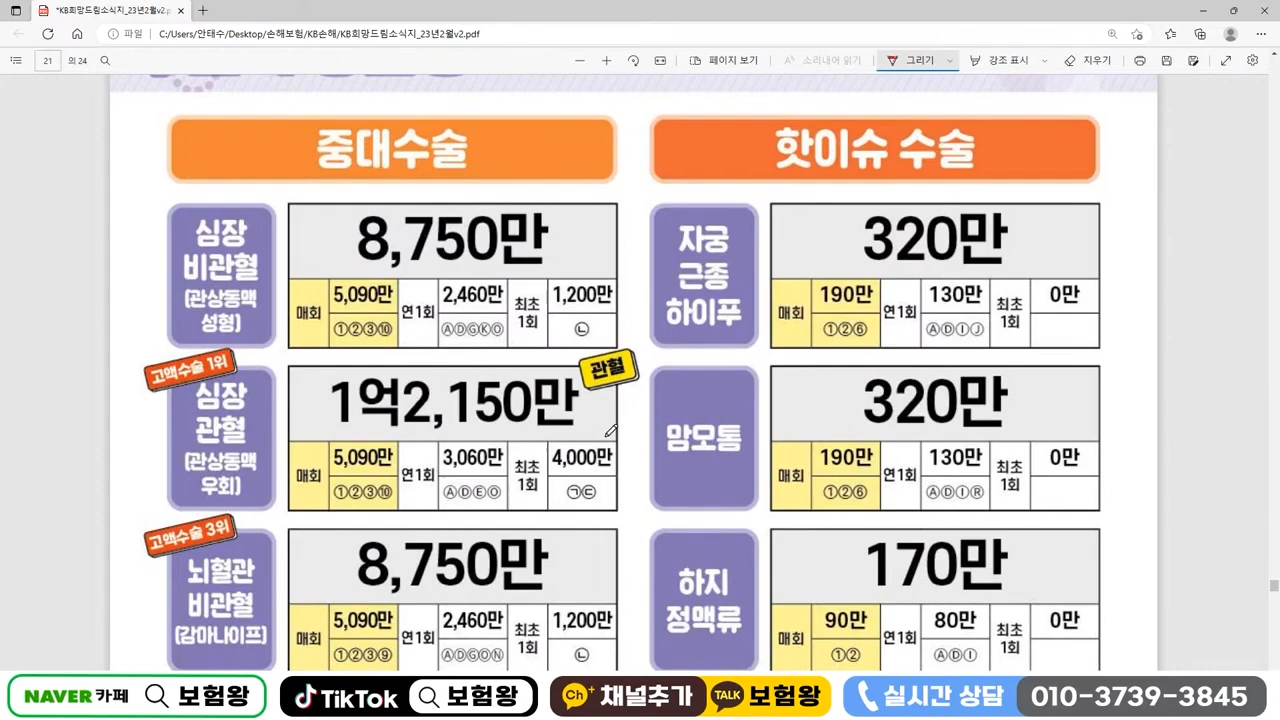 *KB희망드림소식지_23년2월v2.p
파일 C:/Users/안태수/Desktop/손해보험/KB손해/KB희망드림소식지_23년2월v2.pdf
21 의 24 페이지 보기 소리내어 읽기 그리기 강조 표시 지우기
중대수술
심장
비관혈
(관상동맥
성형)
8,750만
매회 5,090만 ①②③⑩ 연1회 2,460만 ⒶⒹⒼⓀⓄ 최초 1회 1,200만 ㉡
고액수술 1위
심장
관혈
(관상동맥
우회)
관혈
1억2,150만
매회 5,090만 ①②③⑩ 연1회 3,060만 ⒶⒹⒺⓄ 최초 1회 4,000만 ㉠㉢
고액수술 3위
뇌혈관
비관혈
(감마나이프)
8,750만
매회 5,090만 ①②③⑨ 연1회 2,460만 ⒶⒹⒼⓄⓃ 최초 1회 1,200만 ㉡
핫이슈 수술
자궁
근종
하이푸
320만
매회 190만 ①②⑥ 연1회 130만 ⒶⒹⒾⒿ 최초 1회 0만
맘모톰
320만
매회 190만 ①②⑥ 연1회 130만 ⒶⒹⒾⓇ 최초 1회 0만
하지
정맥류
170만
매회 90만 ①② 연1회 80만 ⒶⒹⒾ 최초 1회 0만
NAVER 카페 보험왕
TikTok 보험왕
Ch+ 채널추가 TALK 보험왕
실시간 상담 010-3739-3845